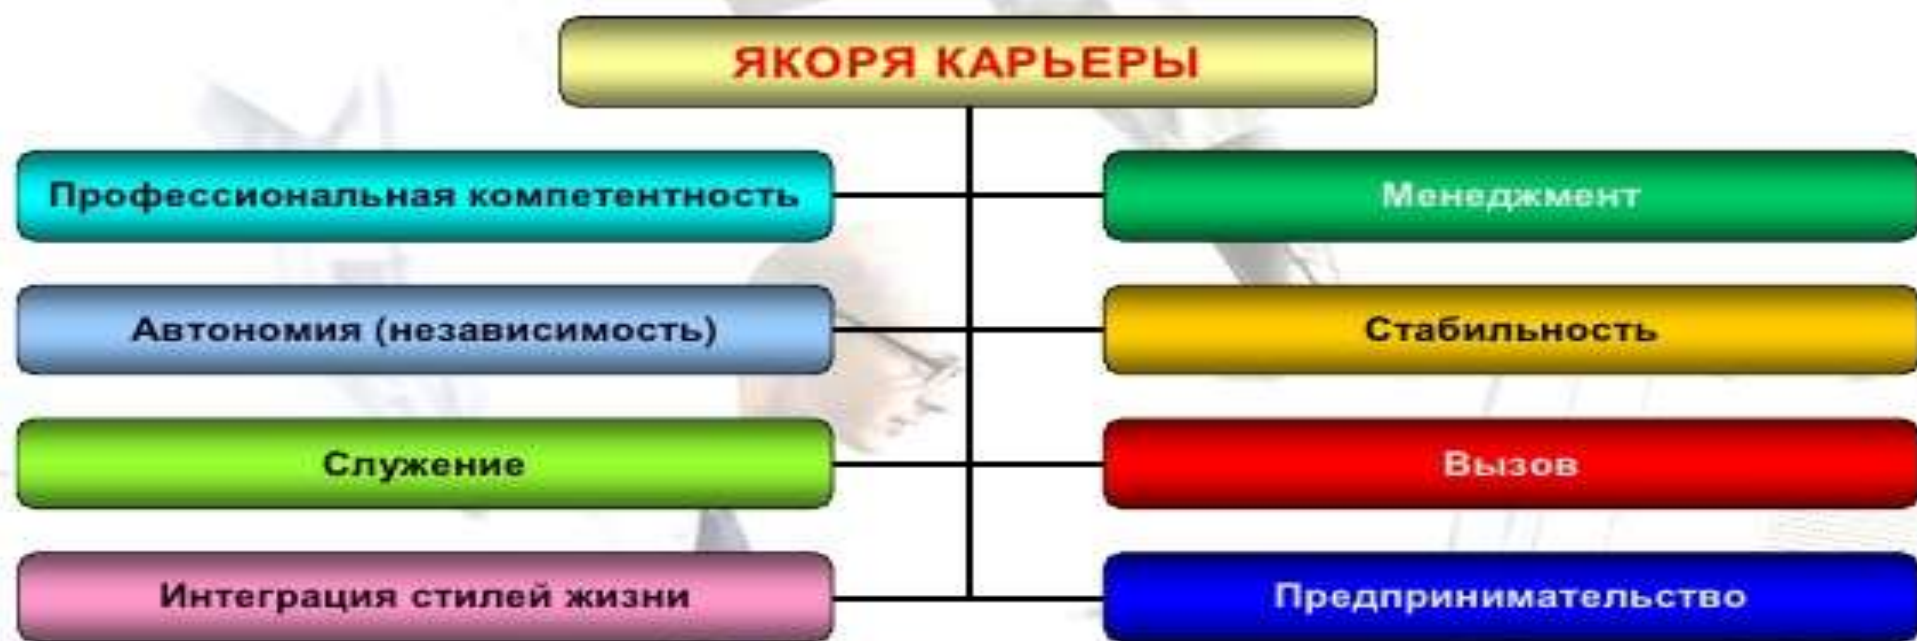 ЯКОРЯ КАРЬЕРЫ
Профессиональная компетентность
Менеджмент
Автономия (независимость)
Стабильность
Служение
Вызов
Интеграция стилей жизни
Предпринимательство